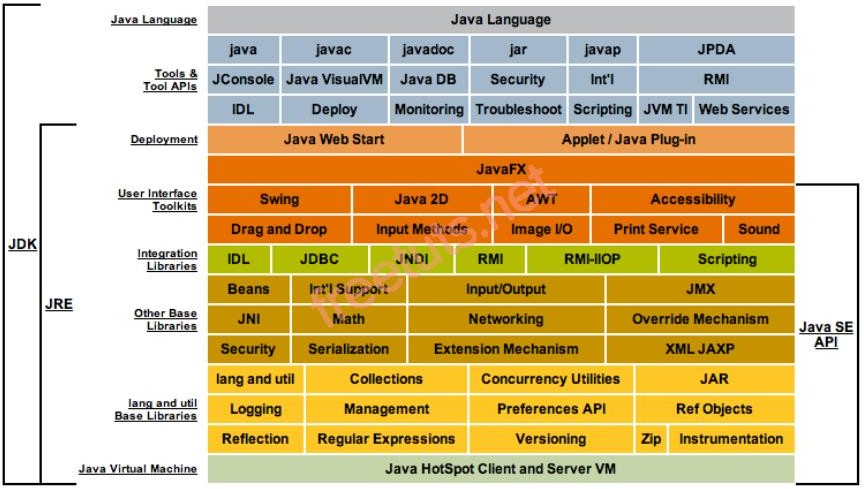 Java Language Java Language
java javac javadoc jar javap JPDA
Tools & Tool APIs JConsole Java VisualVM Java DB Security Int'l RMI
IDL Deploy Monitoring Troubleshoot Scripting JVM TI Web Services
Deployment Java Web Start Applet / Java Plug-in
JavaFX
User Interface Toolkits Swing Java 2D AWT Accessibility
Drag and Drop Input Methods Image I/O Print Service Sound
JDK
Integration Libraries IDL JDBC JNDI RMI RMI-IIOP Scripting
Beans Int'l Support Input/Output JMX
JRE
Other Base Libraries JNI Math Networking Override Mechanism
Java SE API
Security Serialization Extension Mechanism XML JAXP
lang and util Collections Concurrency Utilities JAR
lang and util Base Libraries Logging Management Preferences API Ref Objects
Reflection Regular Expressions Versioning Zip Instrumentation
Java Virtual Machine Java HotSpot Client and Server VM
freetuts.net